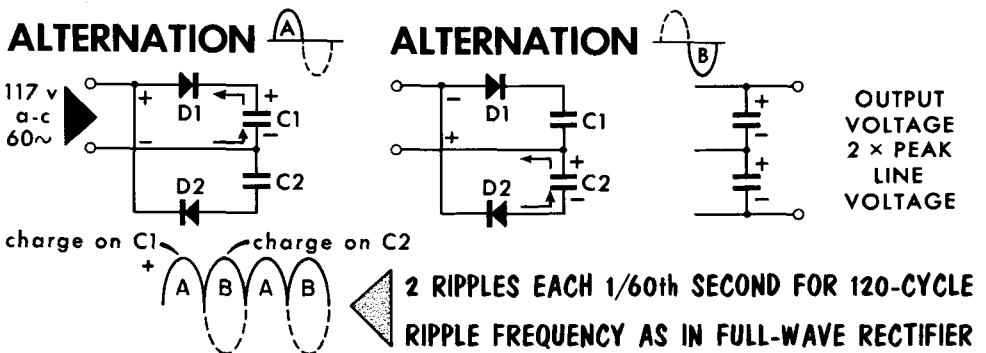 ALTERNATION A
ALTERNATION B
117 v
a-c
60~
+
−
D1
+
−
C1
D2
C2
−
+
D1
C1
D2
+
−
C2
+
−
+
−
OUTPUT
VOLTAGE
2 × PEAK
LINE
VOLTAGE
charge on C1
charge on C2
+
A B A B
2 RIPPLES EACH 1/60th SECOND FOR 120-CYCLE
RIPPLE FREQUENCY AS IN FULL-WAVE RECTIFIER